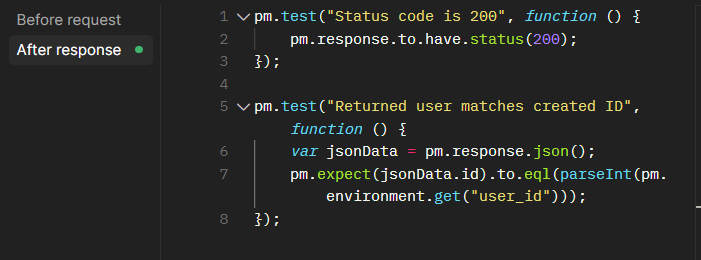 Before request
After response
1 pm.test("Status code is 200", function () {
2 pm.response.to.have.status(200);
3 });
4
5 pm.test("Returned user matches created ID",
function () {
6 var jsonData = pm.response.json();
7 pm.expect(jsonData.id).to.eql(parseInt(pm.
environment.get("user_id")));
8 });